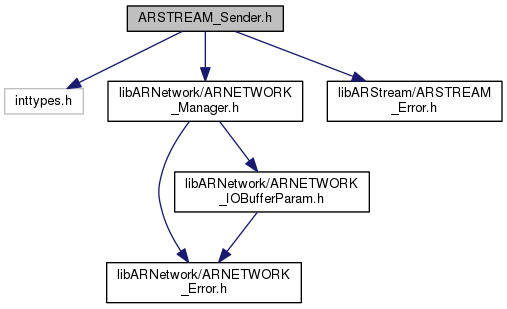 ARSTREAM_Sender.h
inttypes.h
libARNetwork/ARNETWORK
_Manager.h
libARStream/ARSTREAM
_Error.h
libARNetwork/ARNETWORK
_IOBufferParam.h
libARNetwork/ARNETWORK
_Error.h